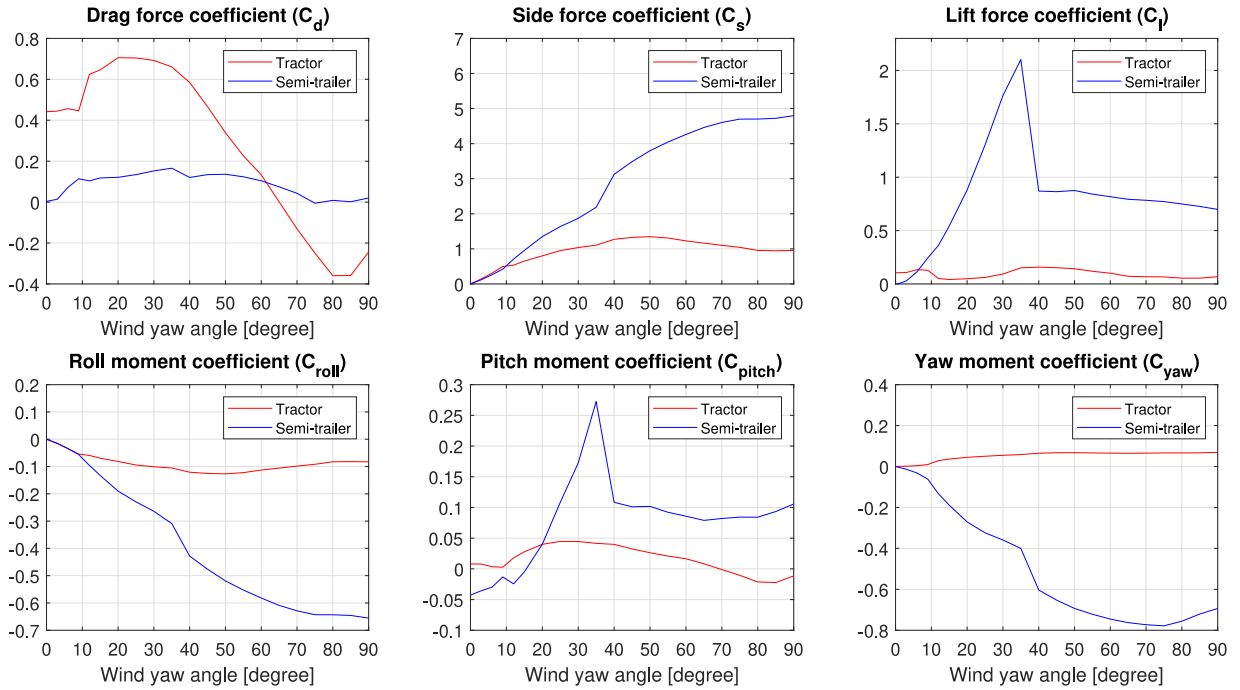 Drag force coefficient (C_d)
0.8
0.6
0.4
0.2
0
-0.2
-0.4
Tractor
Semi-trailer
0 10 20 30 40 50 60 70 80 90
Wind yaw angle [degree]
Side force coefficient (C_s)
7
6
5
4
3
2
1
0
Tractor
Semi-trailer
0 10 20 30 40 50 60 70 80 90
Wind yaw angle [degree]
Lift force coefficient (C_l)
2
1.5
1
0.5
0
Tractor
Semi-trailer
0 10 20 30 40 50 60 70 80 90
Wind yaw angle [degree]
Roll moment coefficient (C_roll)
0.2
0.1
0
-0.1
-0.2
-0.3
-0.4
-0.5
-0.6
-0.7
Tractor
Semi-trailer
0 10 20 30 40 50 60 70 80 90
Wind yaw angle [degree]
Pitch moment coefficient (C_pitch)
0.3
0.25
0.2
0.15
0.1
0.05
0
-0.05
-0.1
Tractor
Semi-trailer
0 10 20 30 40 50 60 70 80 90
Wind yaw angle [degree]
Yaw moment coefficient (C_yaw)
0.4
0.2
0
-0.2
-0.4
-0.6
-0.8
Tractor
Semi-trailer
0 10 20 30 40 50 60 70 80 90
Wind yaw angle [degree]